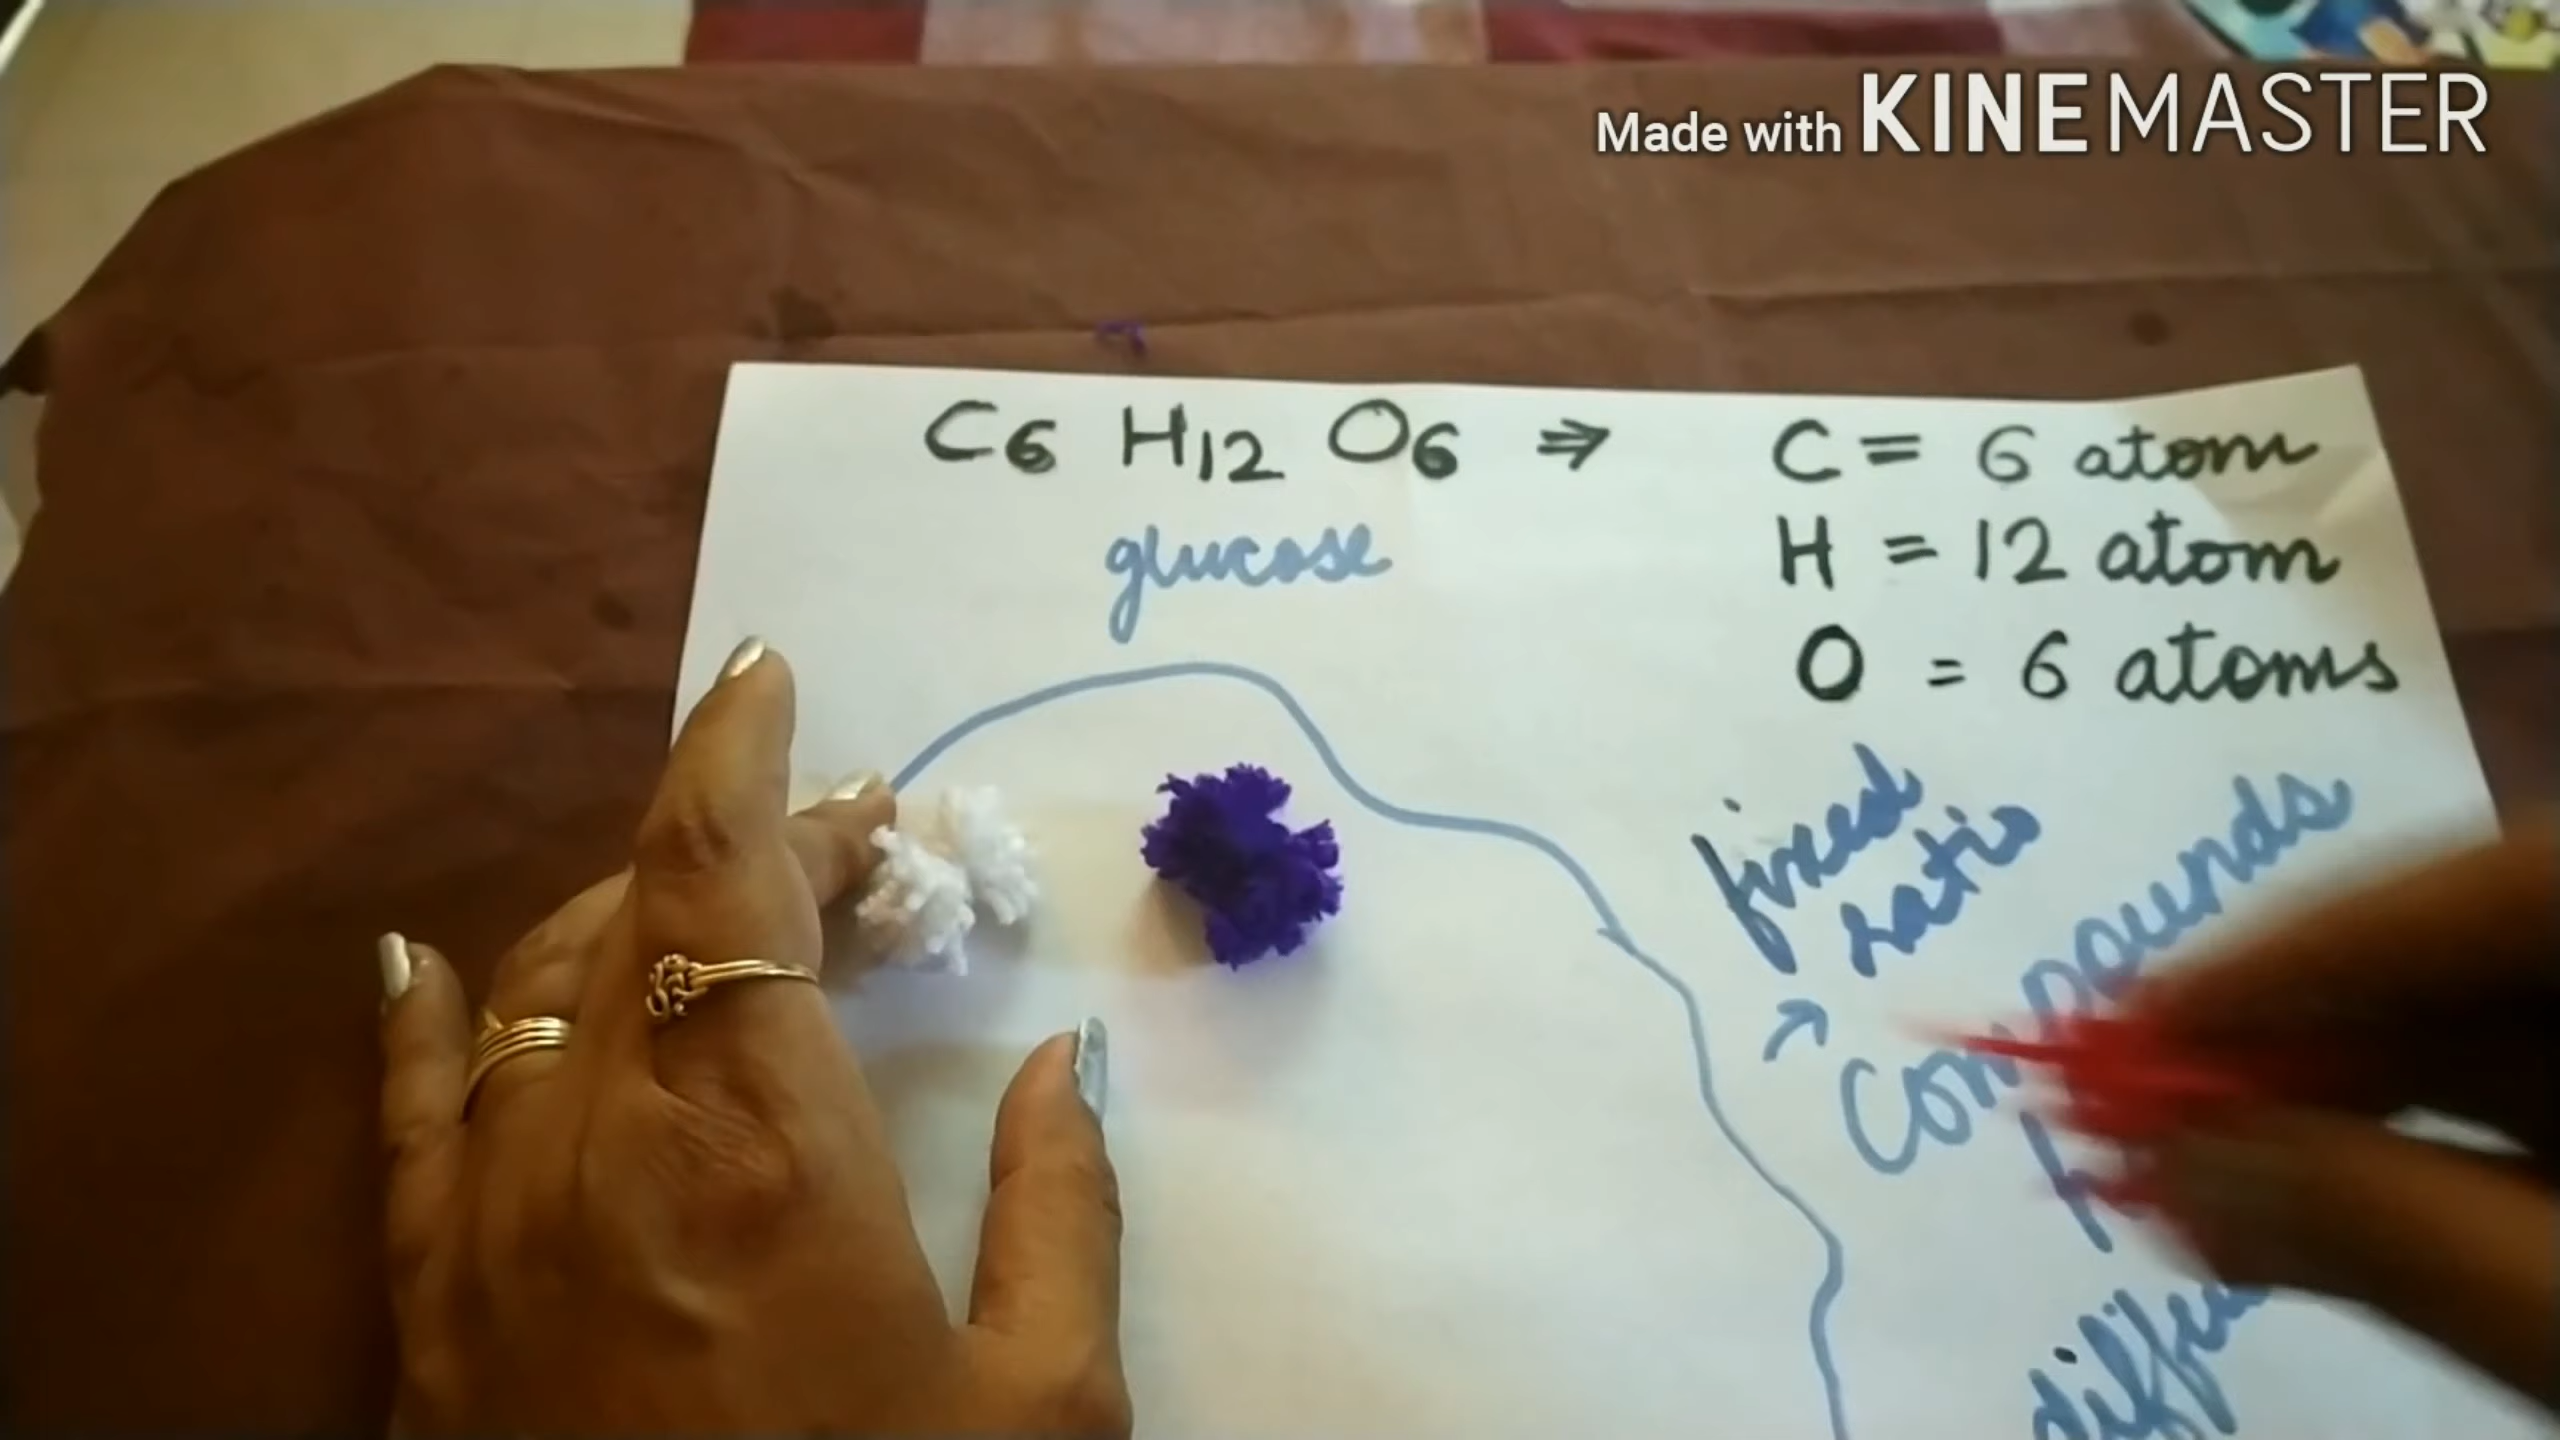 Made with KINEMASTER
C6 H12 O6 ⇒ C = 6 atom
glucose
H = 12 atom
O = 6 atoms
fixed
ratio
→
Compounds